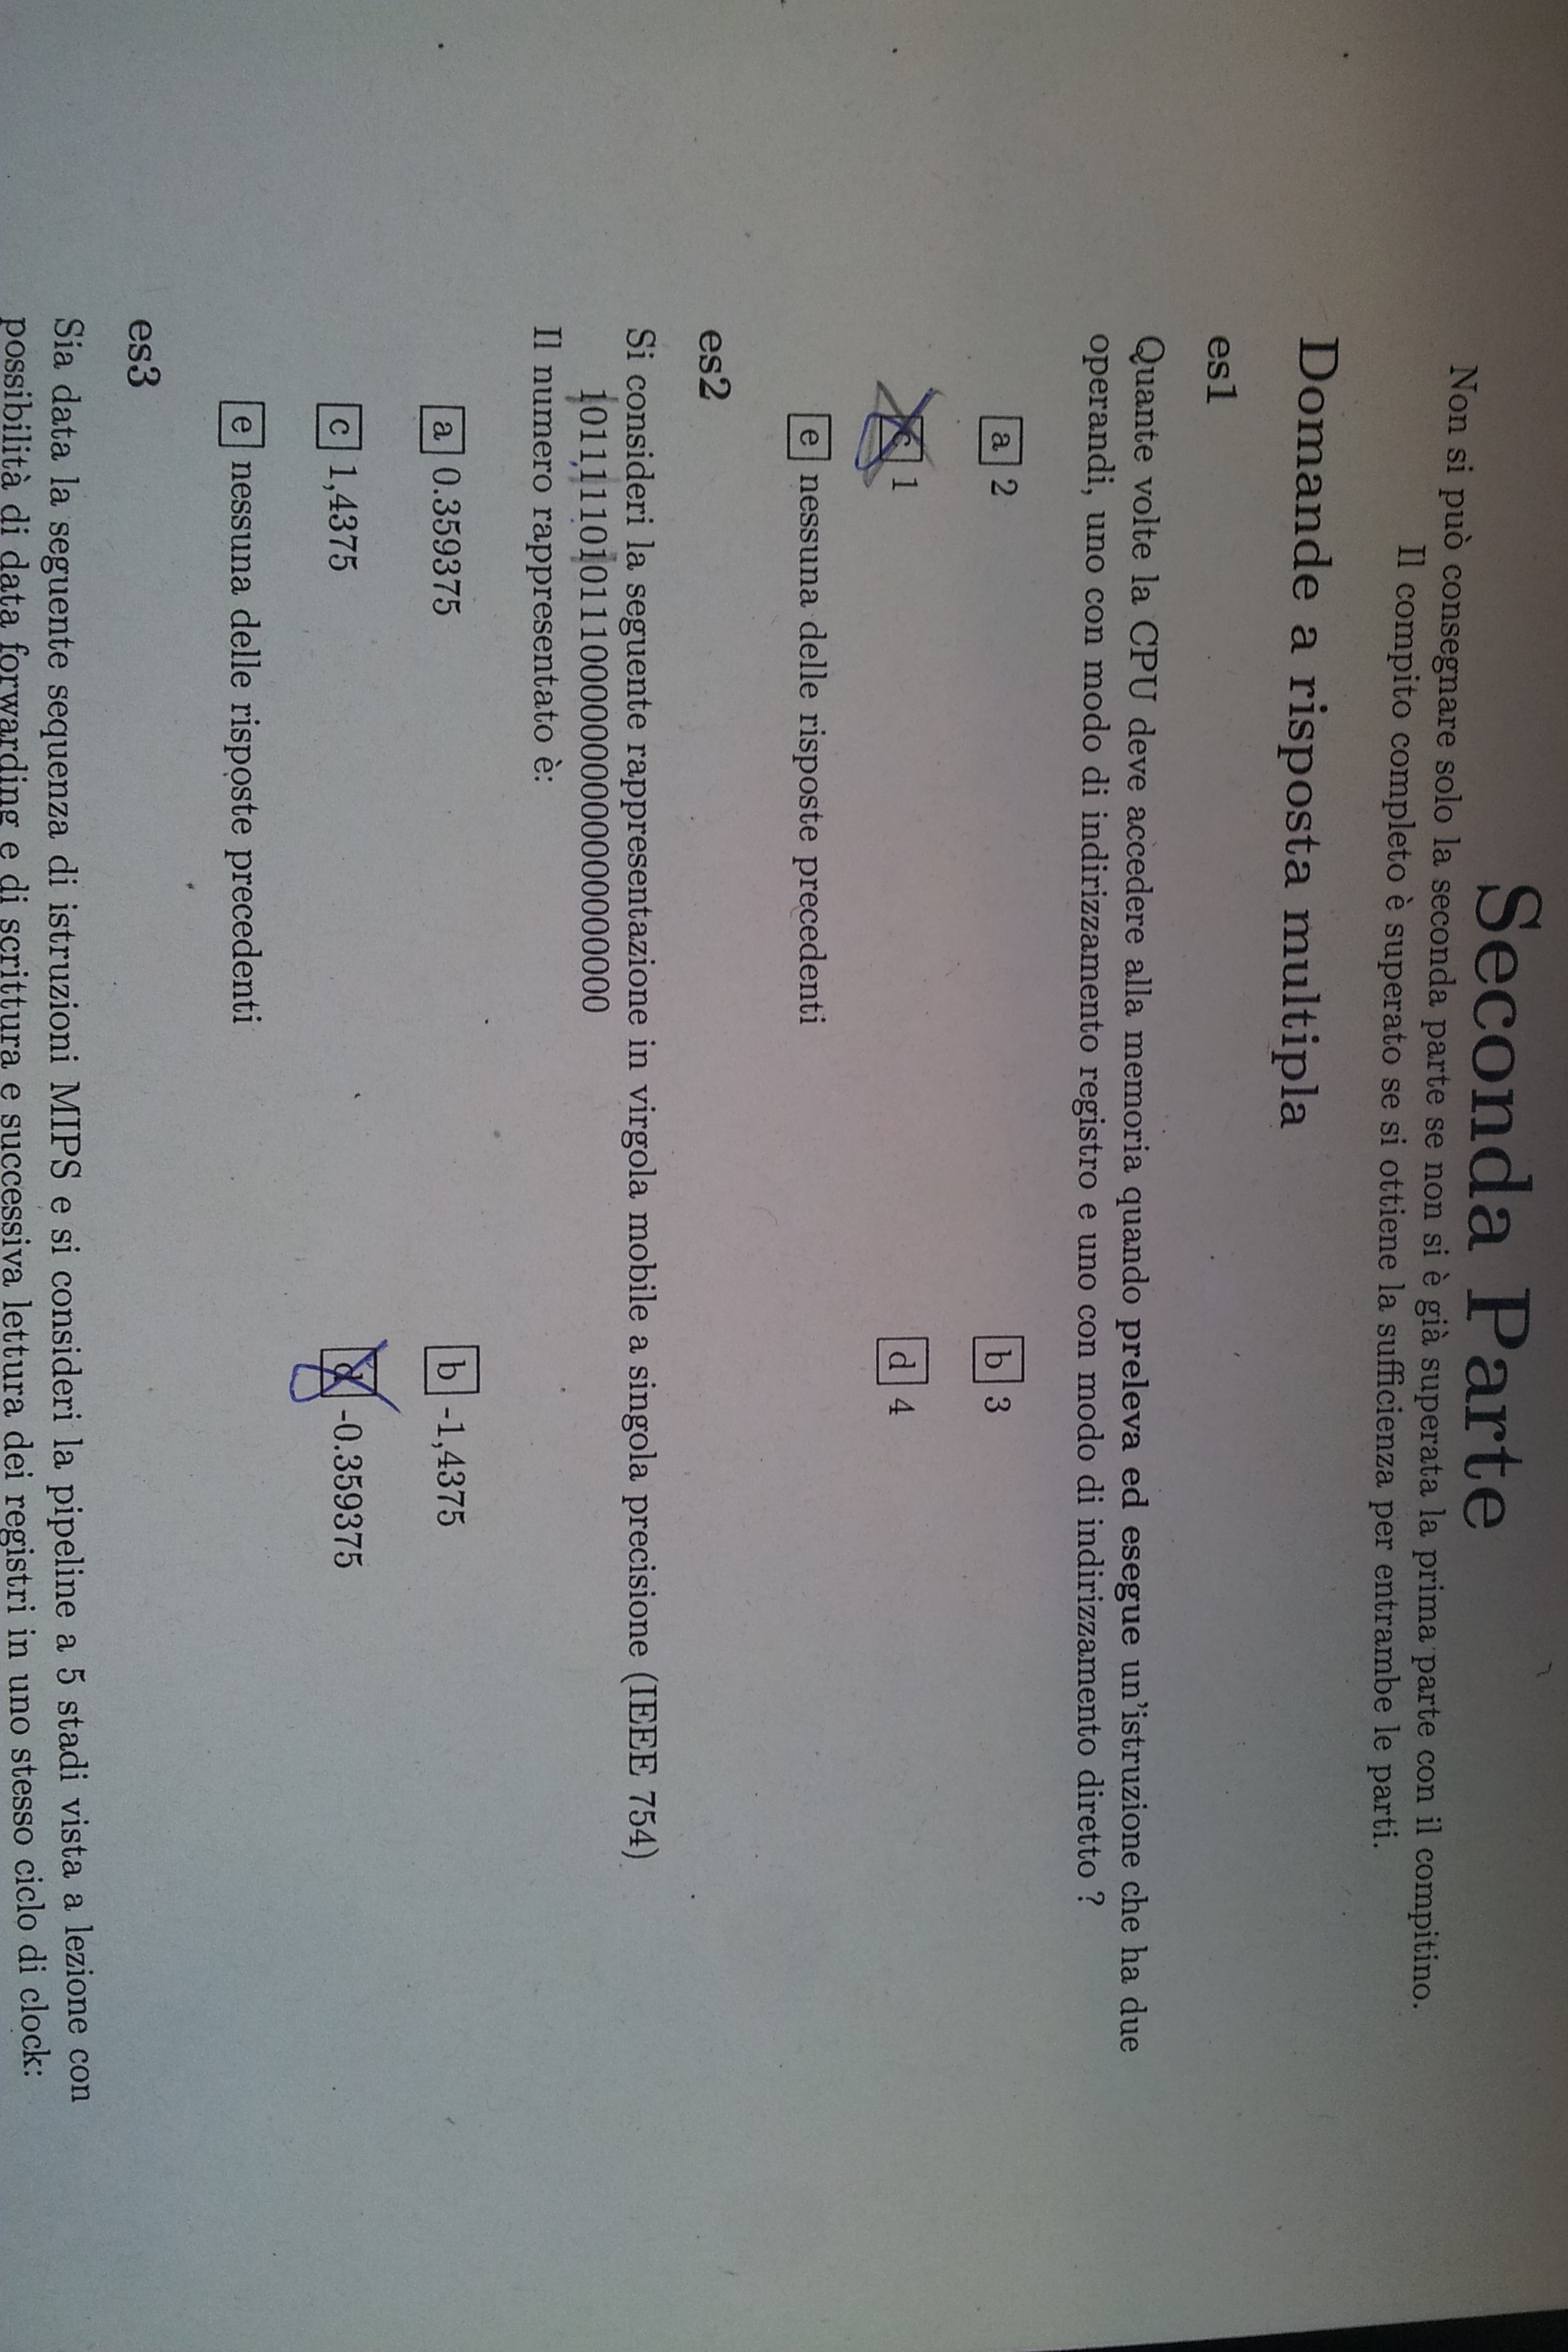 Seconda Parte
Non si può consegnare solo la seconda parte se non si è già superata la prima parte con il compitino.
Il compito completo è superato se si ottiene la sufficienza per entrambe le parti.
Domande a risposta multipla
es1
Quante volte la CPU deve accedere alla memoria quando preleva ed esegue un'istruzione che ha due
operandi, uno con modo di indirizzamento registro e uno con modo di indirizzamento diretto ?
a 2 b 3
c 1 d 4
e nessuna delle risposte precedenti
es2
Si consideri la seguente rappresentazione in virgola mobile a singola precisione (IEEE 754)
10111110101110000000000000000000
Il numero rappresentato è:
a 0.359375 b -1,4375
c 1,4375 d -0.359375
e nessuna delle risposte precedenti
es3
Sia data la seguente sequenza di istruzioni MIPS e si consideri la pipeline a 5 stadi vista a lezione con
possibilità di data forwarding e di scrittura e successiva lettura dei registri in uno stesso ciclo di clock: